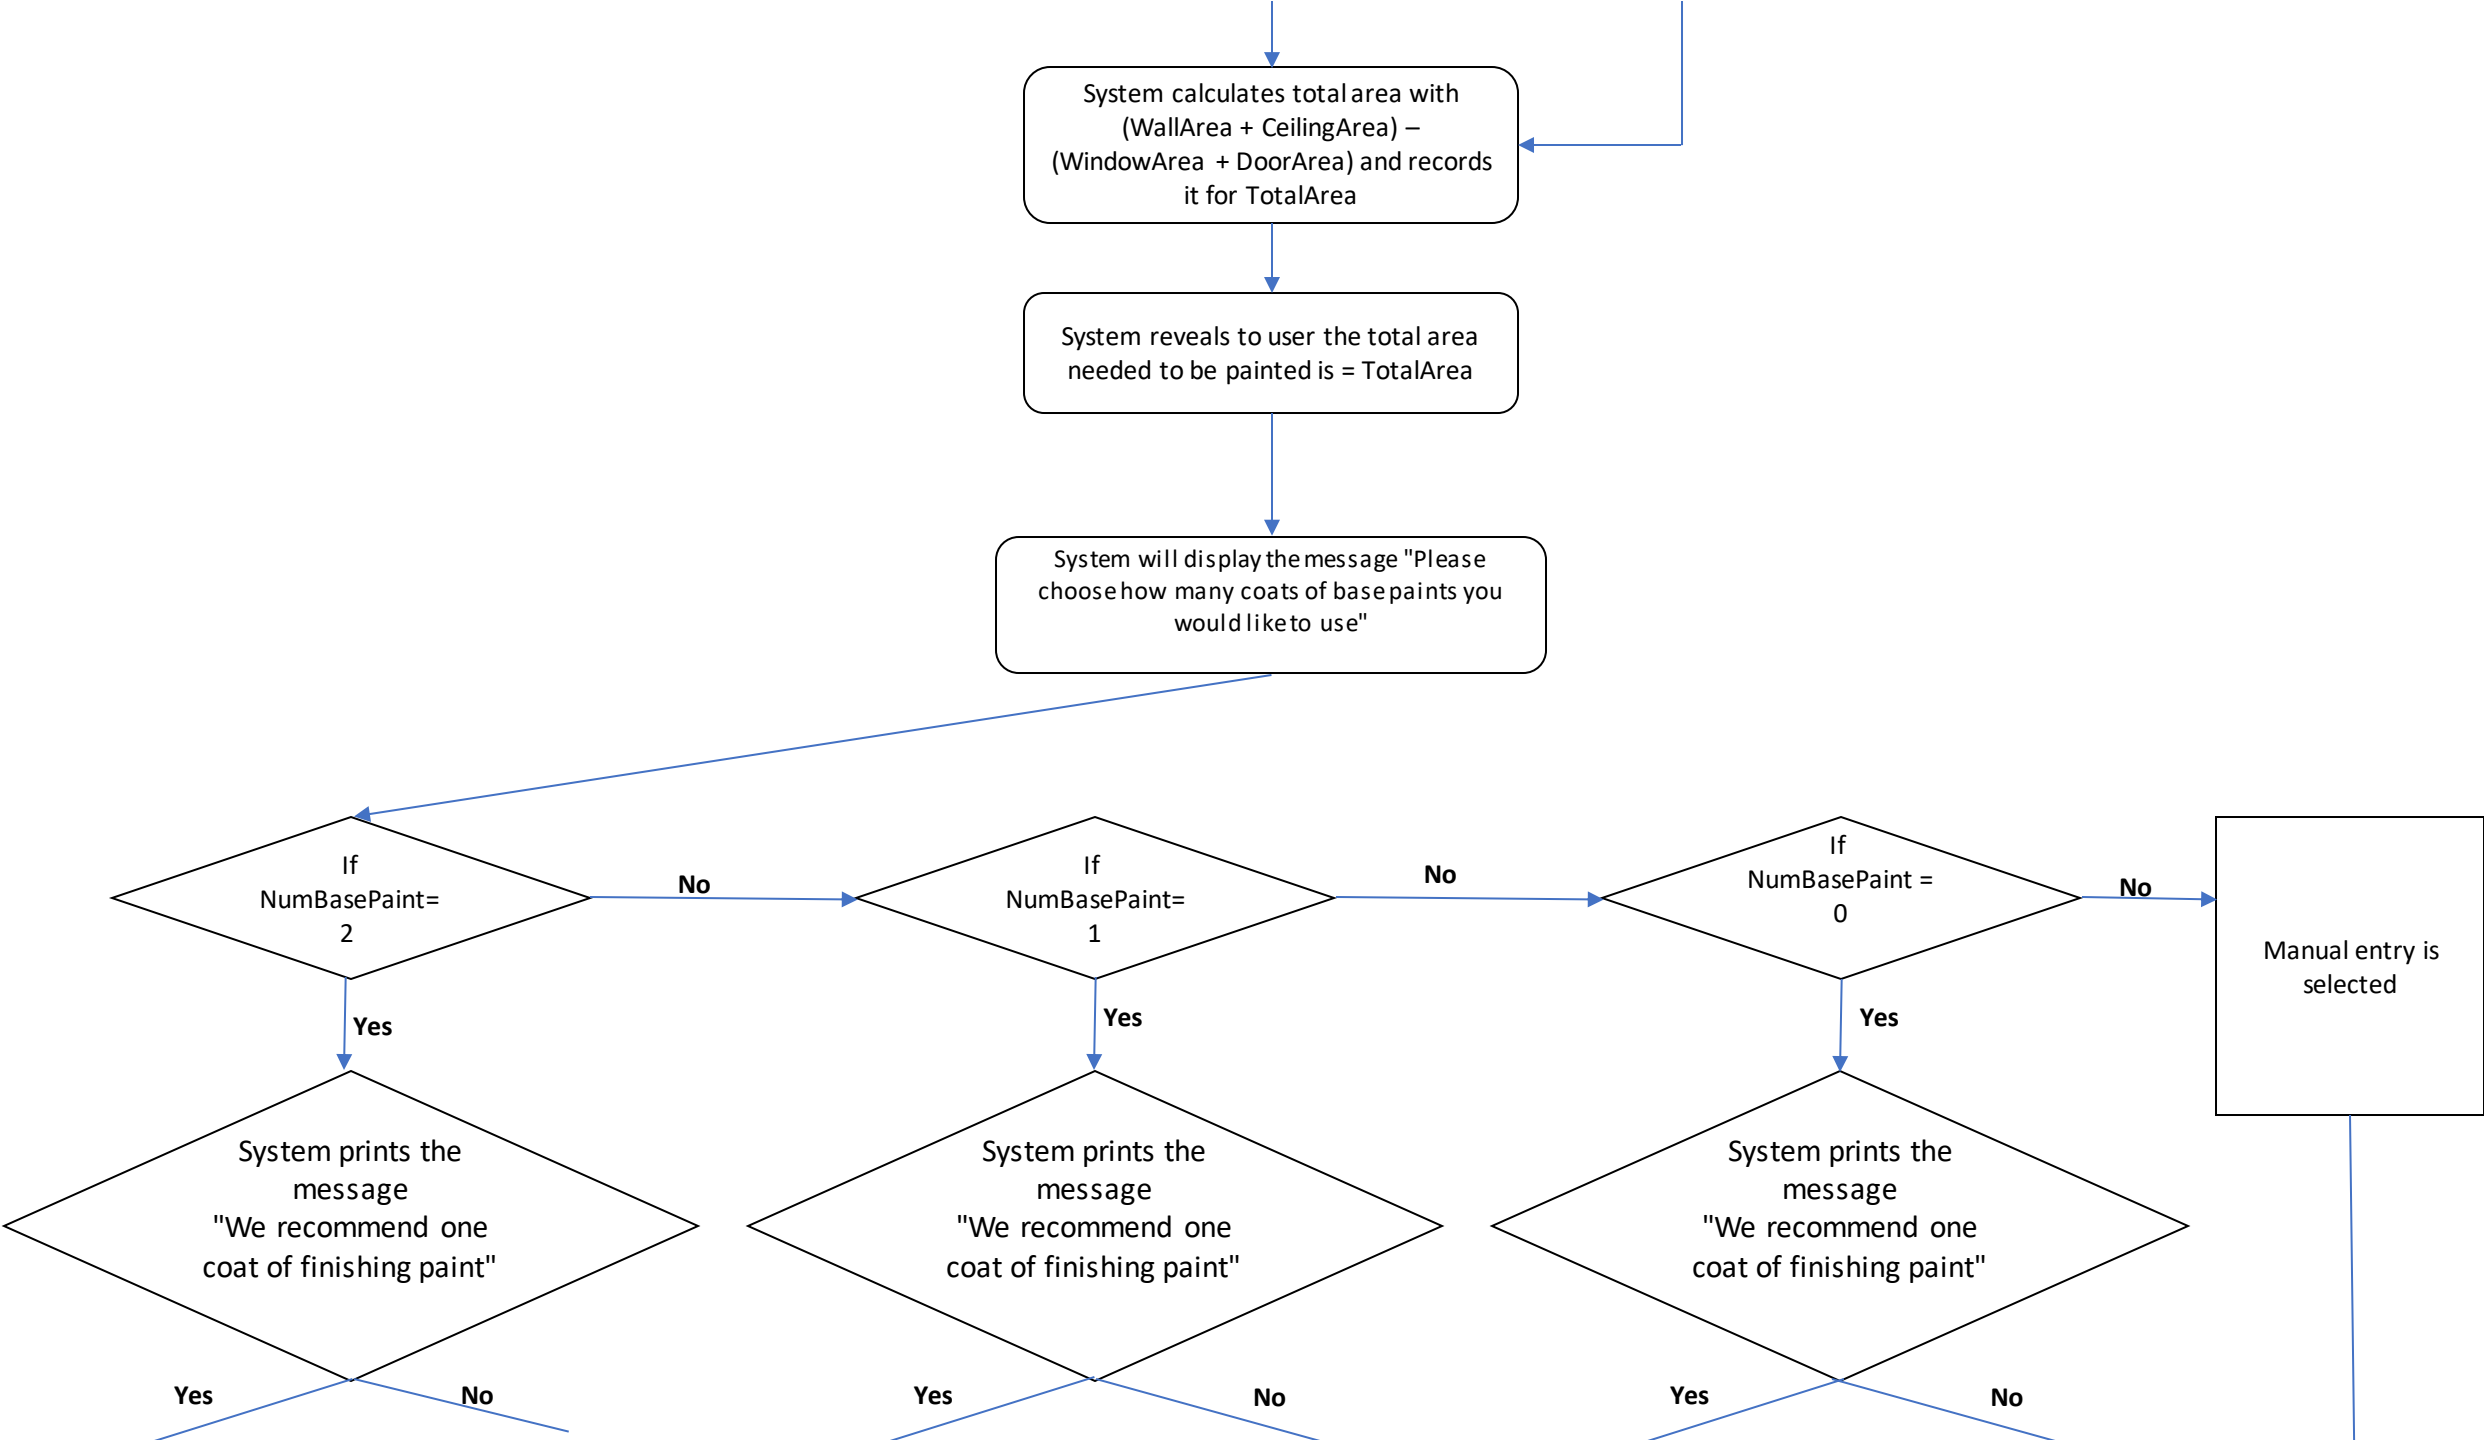 System calculates total area with
(WallArea + CeilingArea) –
(WindowArea + DoorArea) and records
it for TotalArea
System reveals to user the total area
needed to be painted is = TotalArea
System will display the message "Please
choose how many coats of base paints you
would like to use"
If
NumBasePaint=
2
No
If
NumBasePaint=
1
No
If
NumBasePaint =
0
No
Manual entry is
selected
Yes
Yes
Yes
System prints the
message
"We recommend one
coat of finishing paint"
System prints the
message
"We recommend one
coat of finishing paint"
System prints the
message
"We recommend one
coat of finishing paint"
Yes
No
Yes
No
Yes
No